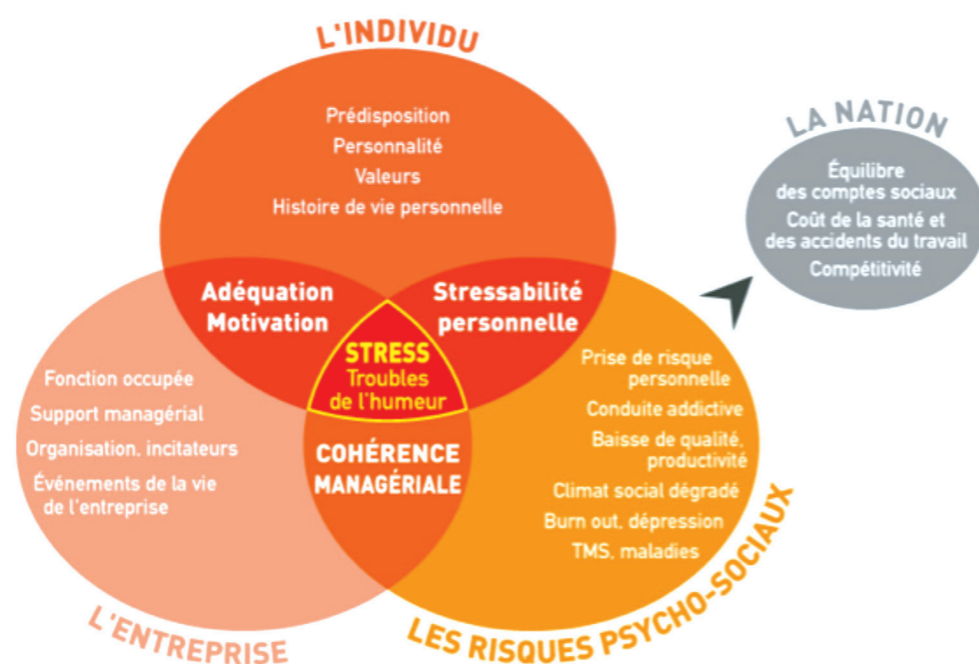 L'INDIVIDU
Prédisposition
Personnalité
Valeurs
Histoire de vie personnelle
LA NATION
Équilibre
des comptes sociaux
Coût de la santé et
des accidents du travail
Compétitivité
Adéquation
Motivation
Stressabilité
personnelle
STRESS
Troubles
de l'humeur
COHÉRENCE
MANAGÉRIALE
Fonction occupée
Support managérial
Organisation, incitateurs
Événements de la vie
de l'entreprise
L'ENTREPRISE
Prise de risque
personnelle
Conduite addictive
Baisse de qualité,
productivité
Climat social dégradé
Burn out, dépression
TMS, maladies
LES RISQUES PSYCHO-SOCIAUX